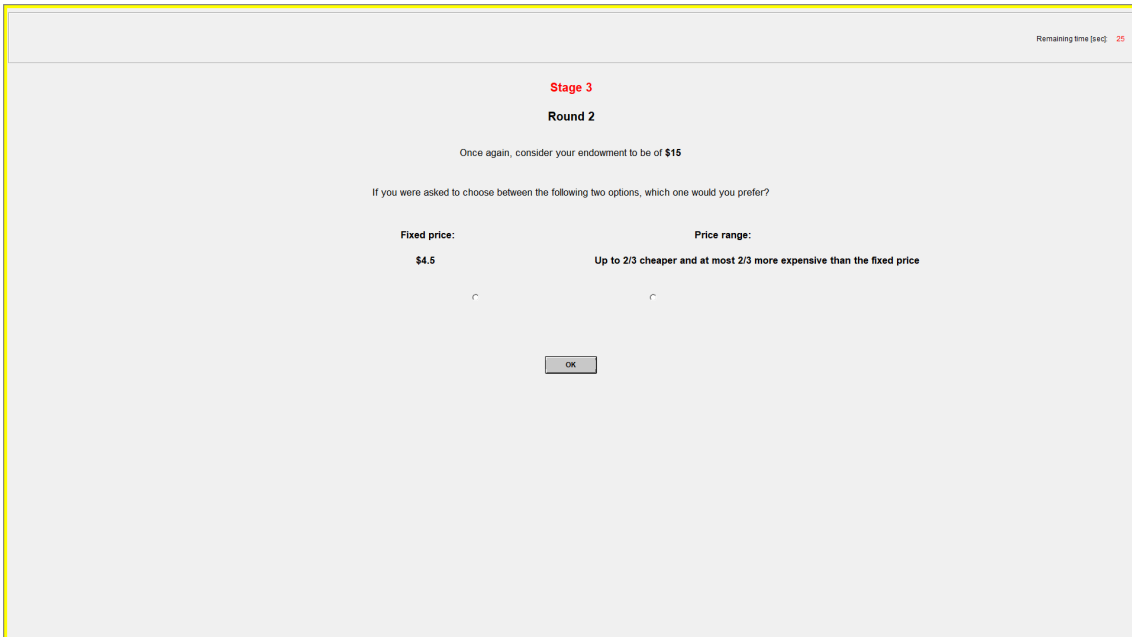 Remaining time [sec]: 25
Stage 3
Round 2
Once again, consider your endowment to be of $15
If you were asked to choose between the following two options, which one would you prefer?
Fixed price: Price range:
$4.5 Up to 2/3 cheaper and at most 2/3 more expensive than the fixed price
OK